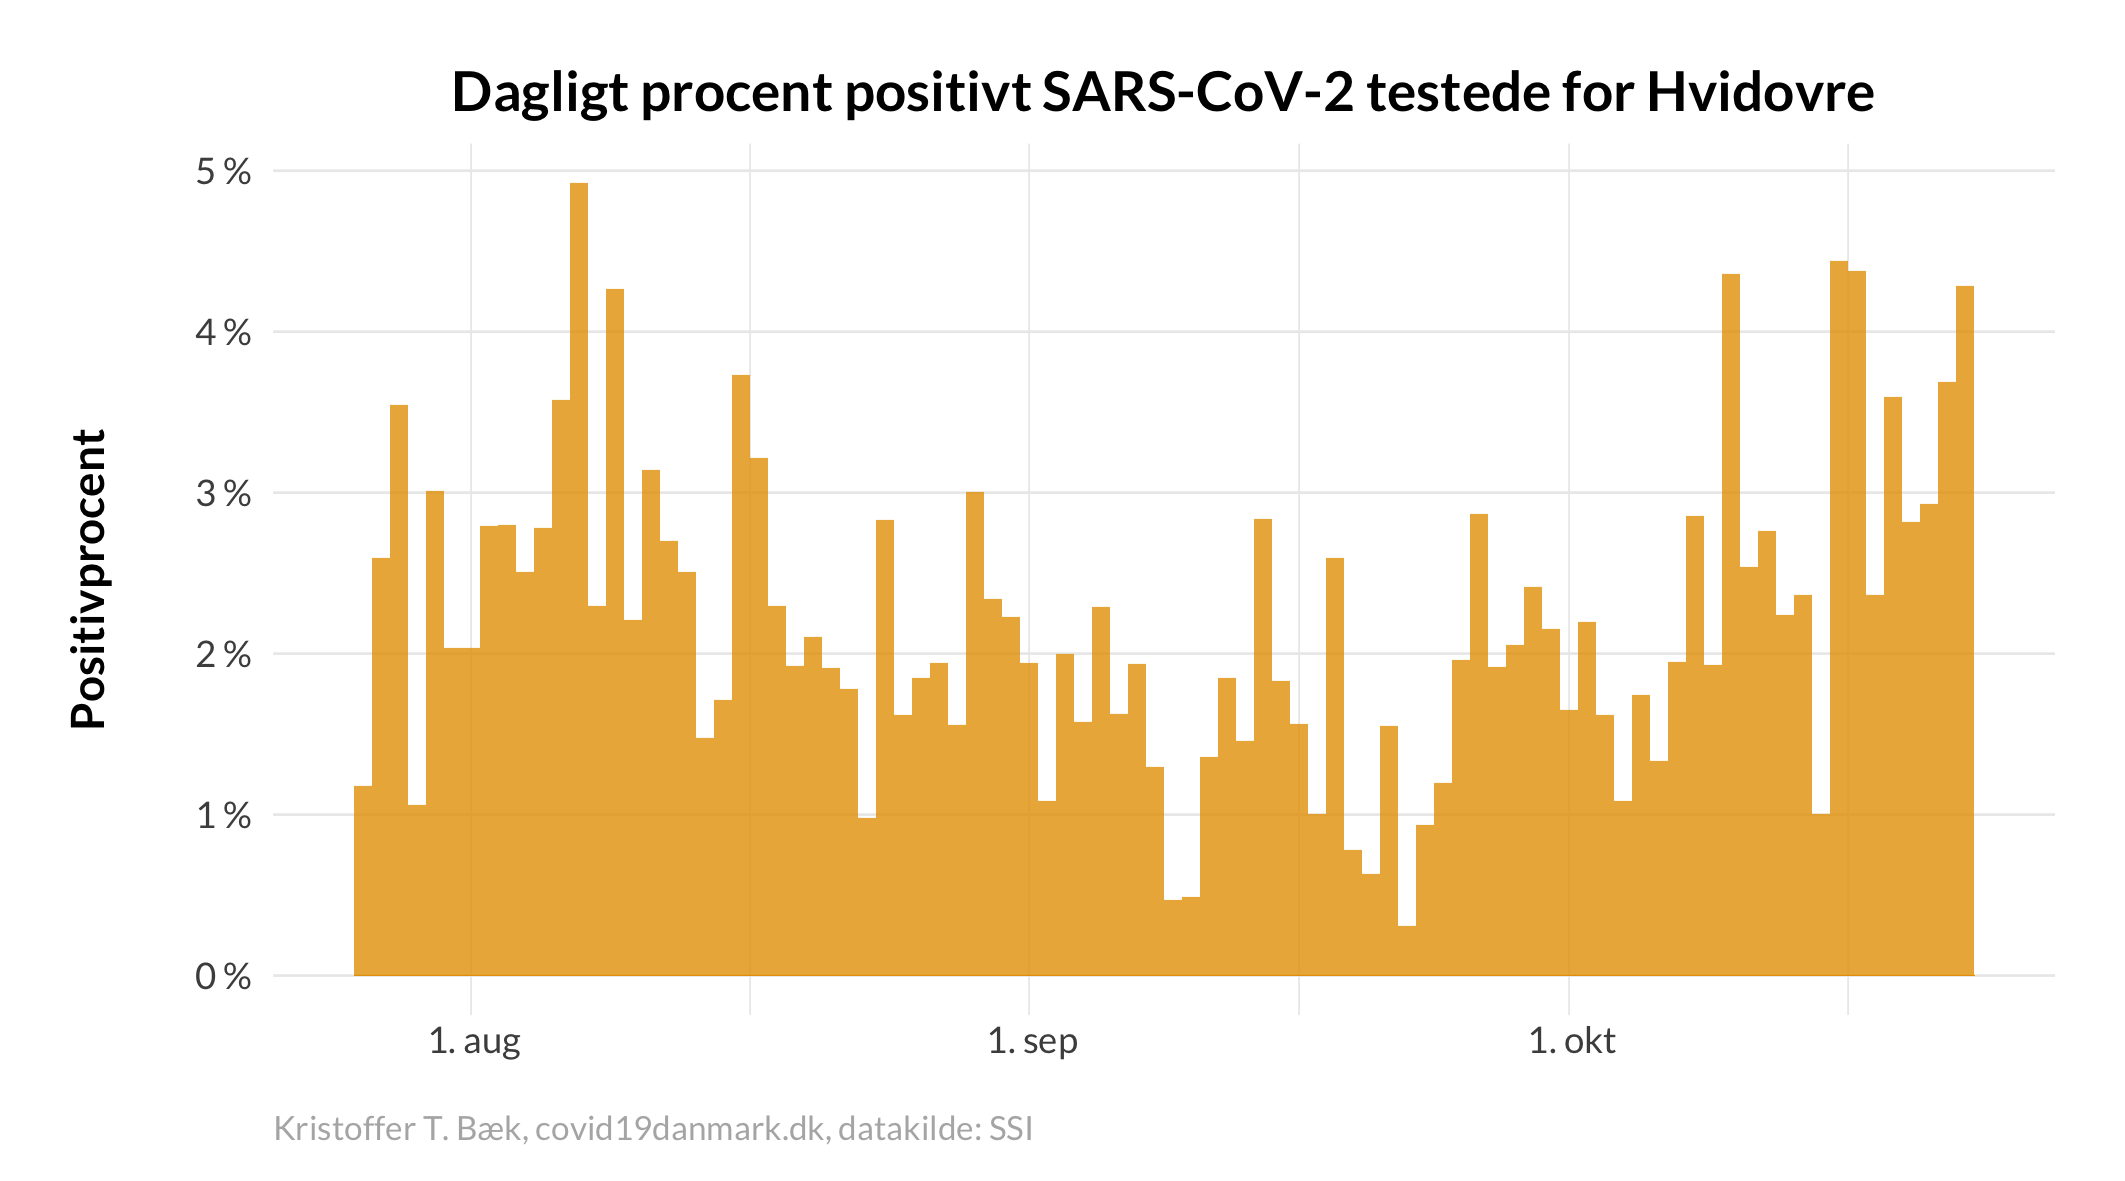 Dagligt procent positivt SARS-CoV-2 testede for Hvidovre
Positivprocent
5 %
4 %
3 %
2 %
1 %
0 %
1. aug
1. sep
1. okt
Kristoffer T. Bæk, covid19danmark.dk, datakilde: SSI